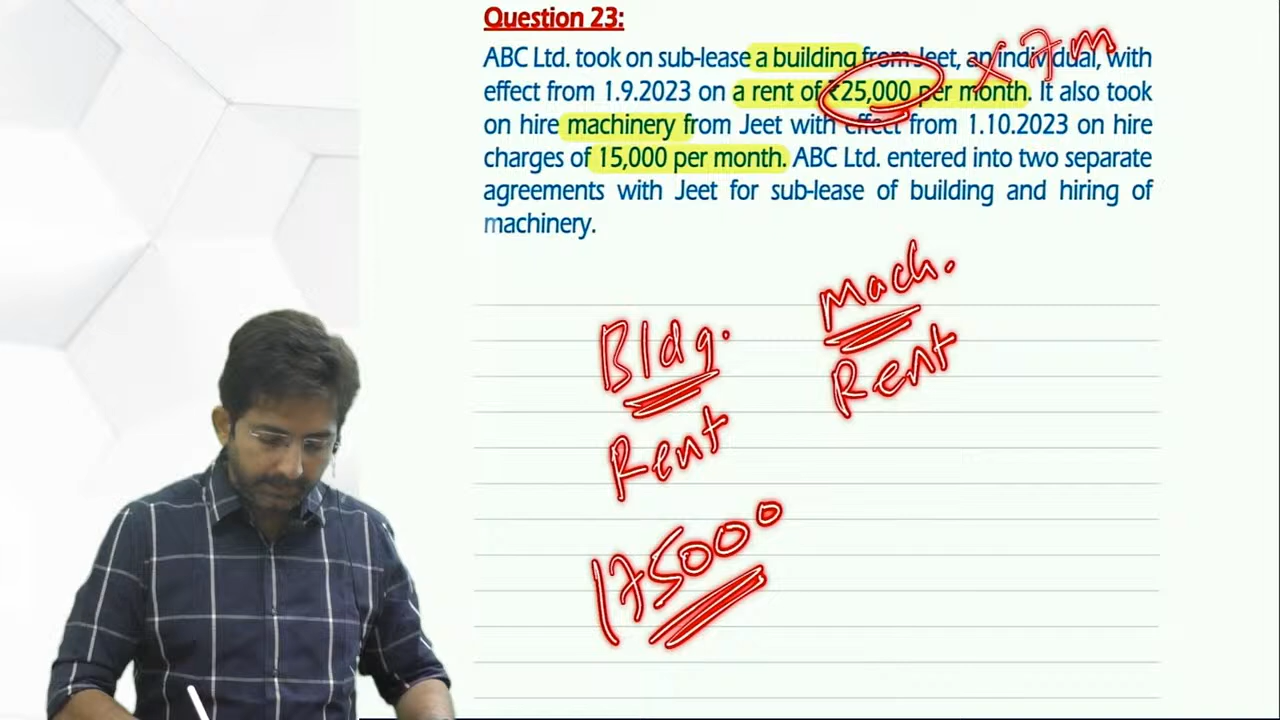 Question 23:
ABC Ltd. took on sub-lease a building from Jeet, an individual, with
effect from 1.9.2023 on a rent of ₹25,000 per month. It also took
on hire machinery from Jeet with effect from 1.10.2023 on hire
charges of 15,000 per month. ABC Ltd. entered into two separate
agreements with Jeet for sub-lease of building and hiring of
machinery.
x 7m
Bldg.
Rent
175000
Mach.
Rent